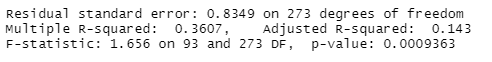 Residual standard error: 0.8349 on 273 degrees of freedom
Multiple R-squared:  0.3607,    Adjusted R-squared:  0.143
F-statistic: 1.656 on 93 and 273 DF,  p-value: 0.0009363